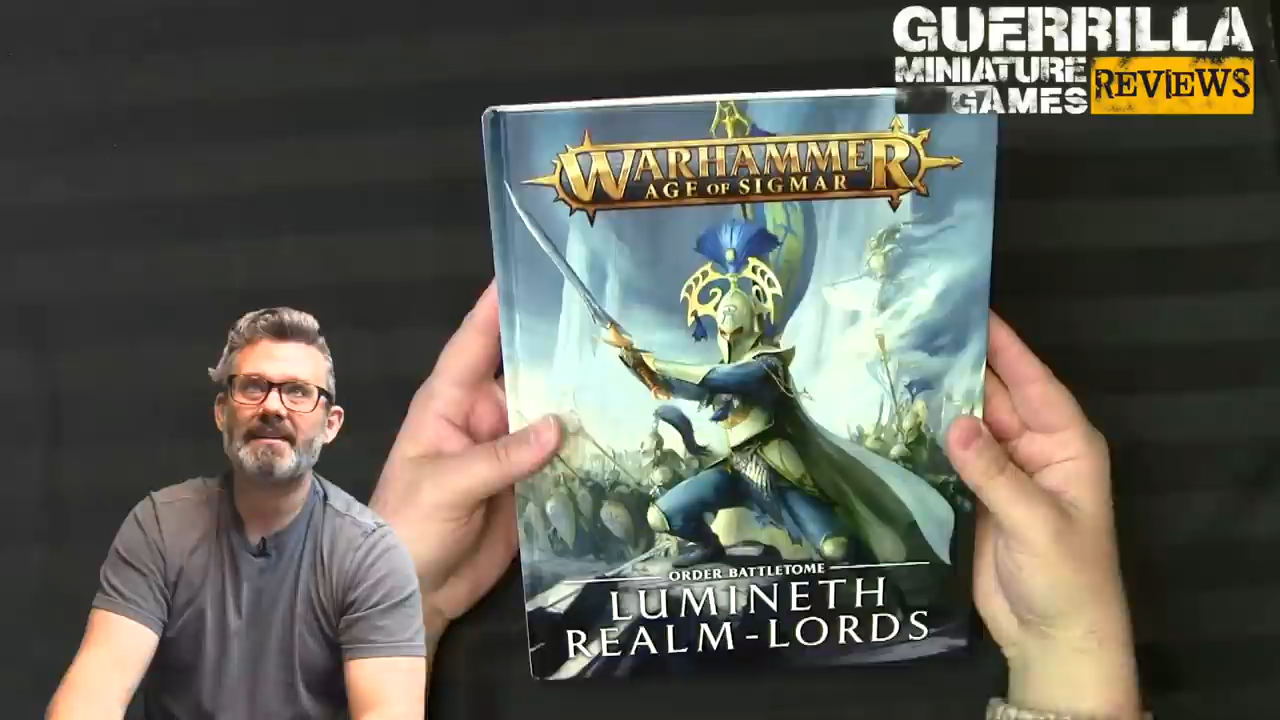 GUERRILLA
MINIATURE
GAMES
REVIEWS
WARHAMMER
AGE OF SIGMAR
ORDER BATTLETOME
LUMINETH
REALM-LORDS